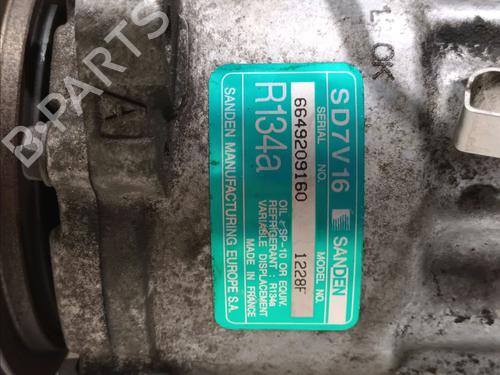 SD7V16 SANDEN
SERIAL NO. MODEL NO.
6649209160 1228F
R134a
OIL : SP-10 OR EQUIV.
REFRIGERANT : R134a
VARIABLE DISPLACEMENT
MADE IN FRANCE
SANDEN MANUFACTURING EUROPE S.A.
LOK
A
B-PARTS